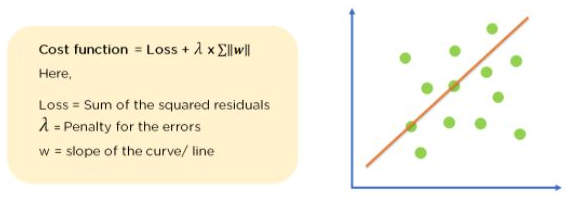 Cost function = Loss + λ x ∑‖w‖
Here,
Loss = Sum of the squared residuals
λ = Penalty for the errors
w = slope of the curve/ line